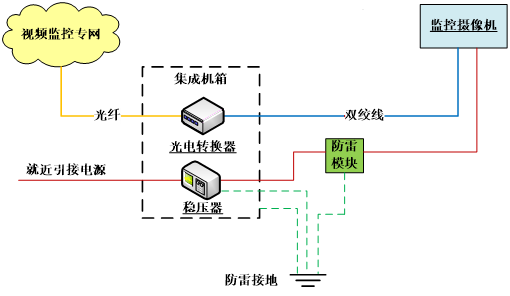 视频监控专网
监控摄像机
集成机箱
光纤
双绞线
光电转换器
防雷
模块
就近引接电源
稳压器
防雷接地